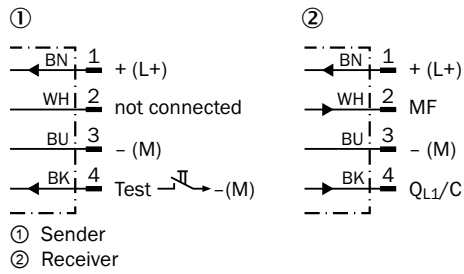 ① ②
BN 1 + (L+)
WH 2 not connected
BU 3 – (M)
BK 4 Test –(M)
BN 1 + (L+)
WH 2 MF
BU 3 – (M)
BK 4 QL1/C
① Sender
② Receiver